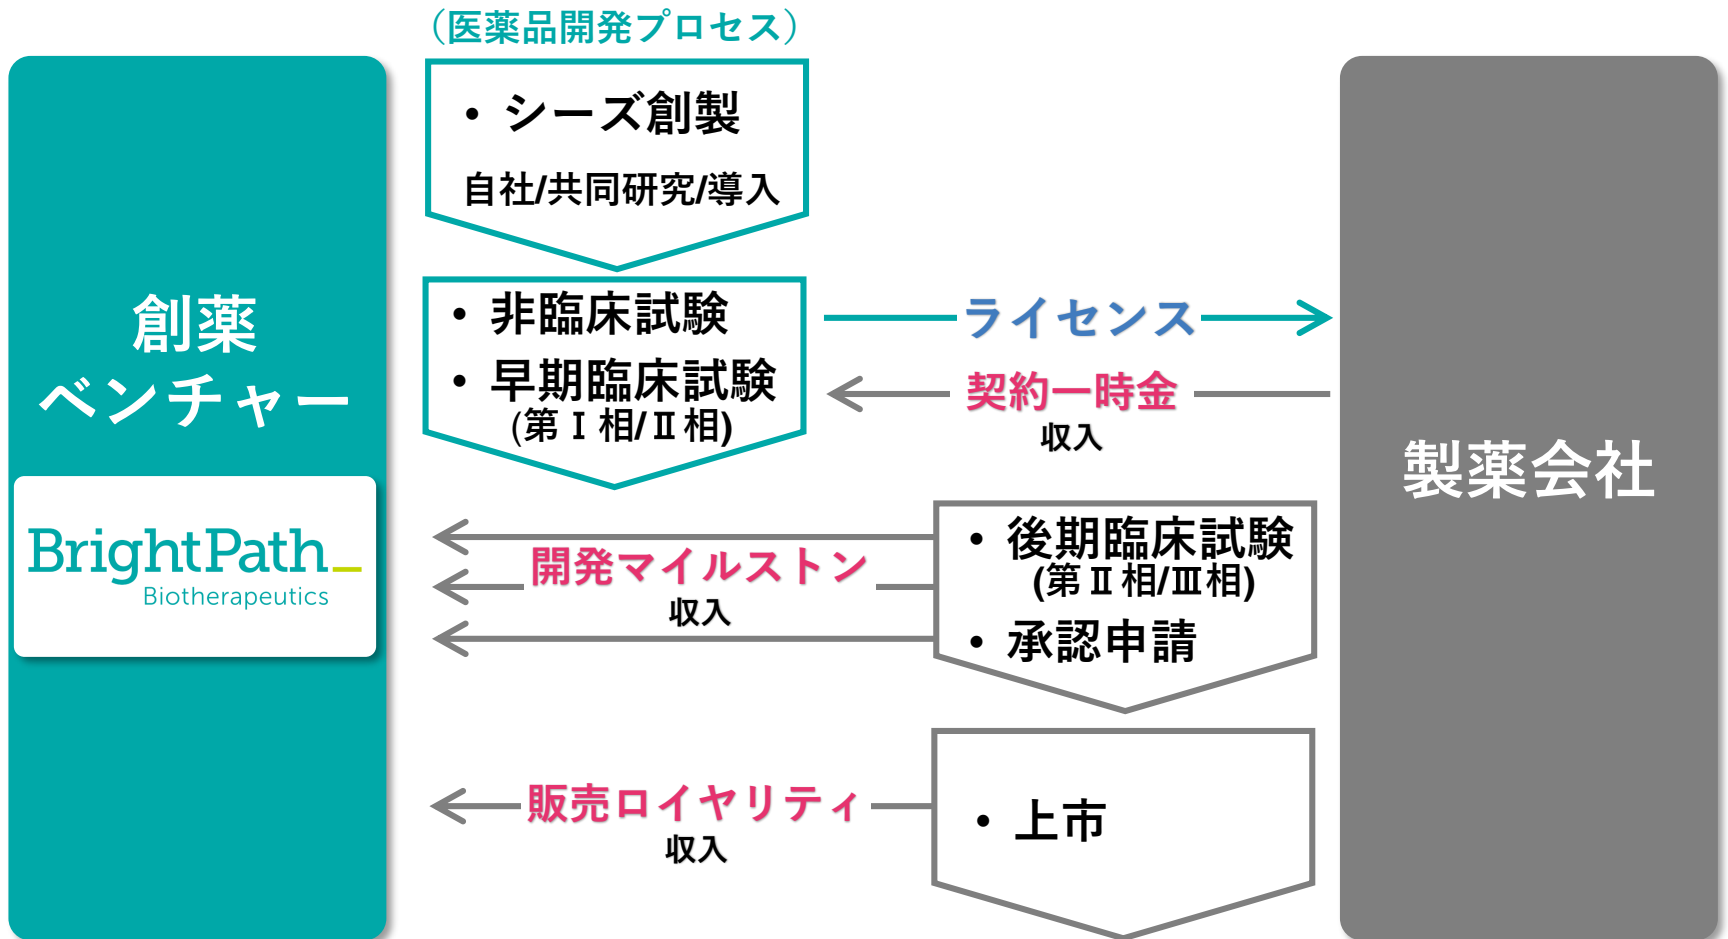 （医薬品開発プロセス）
• シーズ創製
自社/共同研究/導入
創薬
ベンチャー
BrightPath_
Biotherapeutics
• 非臨床試験
• 早期臨床試験
(第Ⅰ相/Ⅱ相)
ライセンス
契約一時金
収入
製薬会社
• 後期臨床試験
(第Ⅱ相/Ⅲ相)
• 承認申請
開発マイルストン
収入
• 上市
販売ロイヤリティ
収入